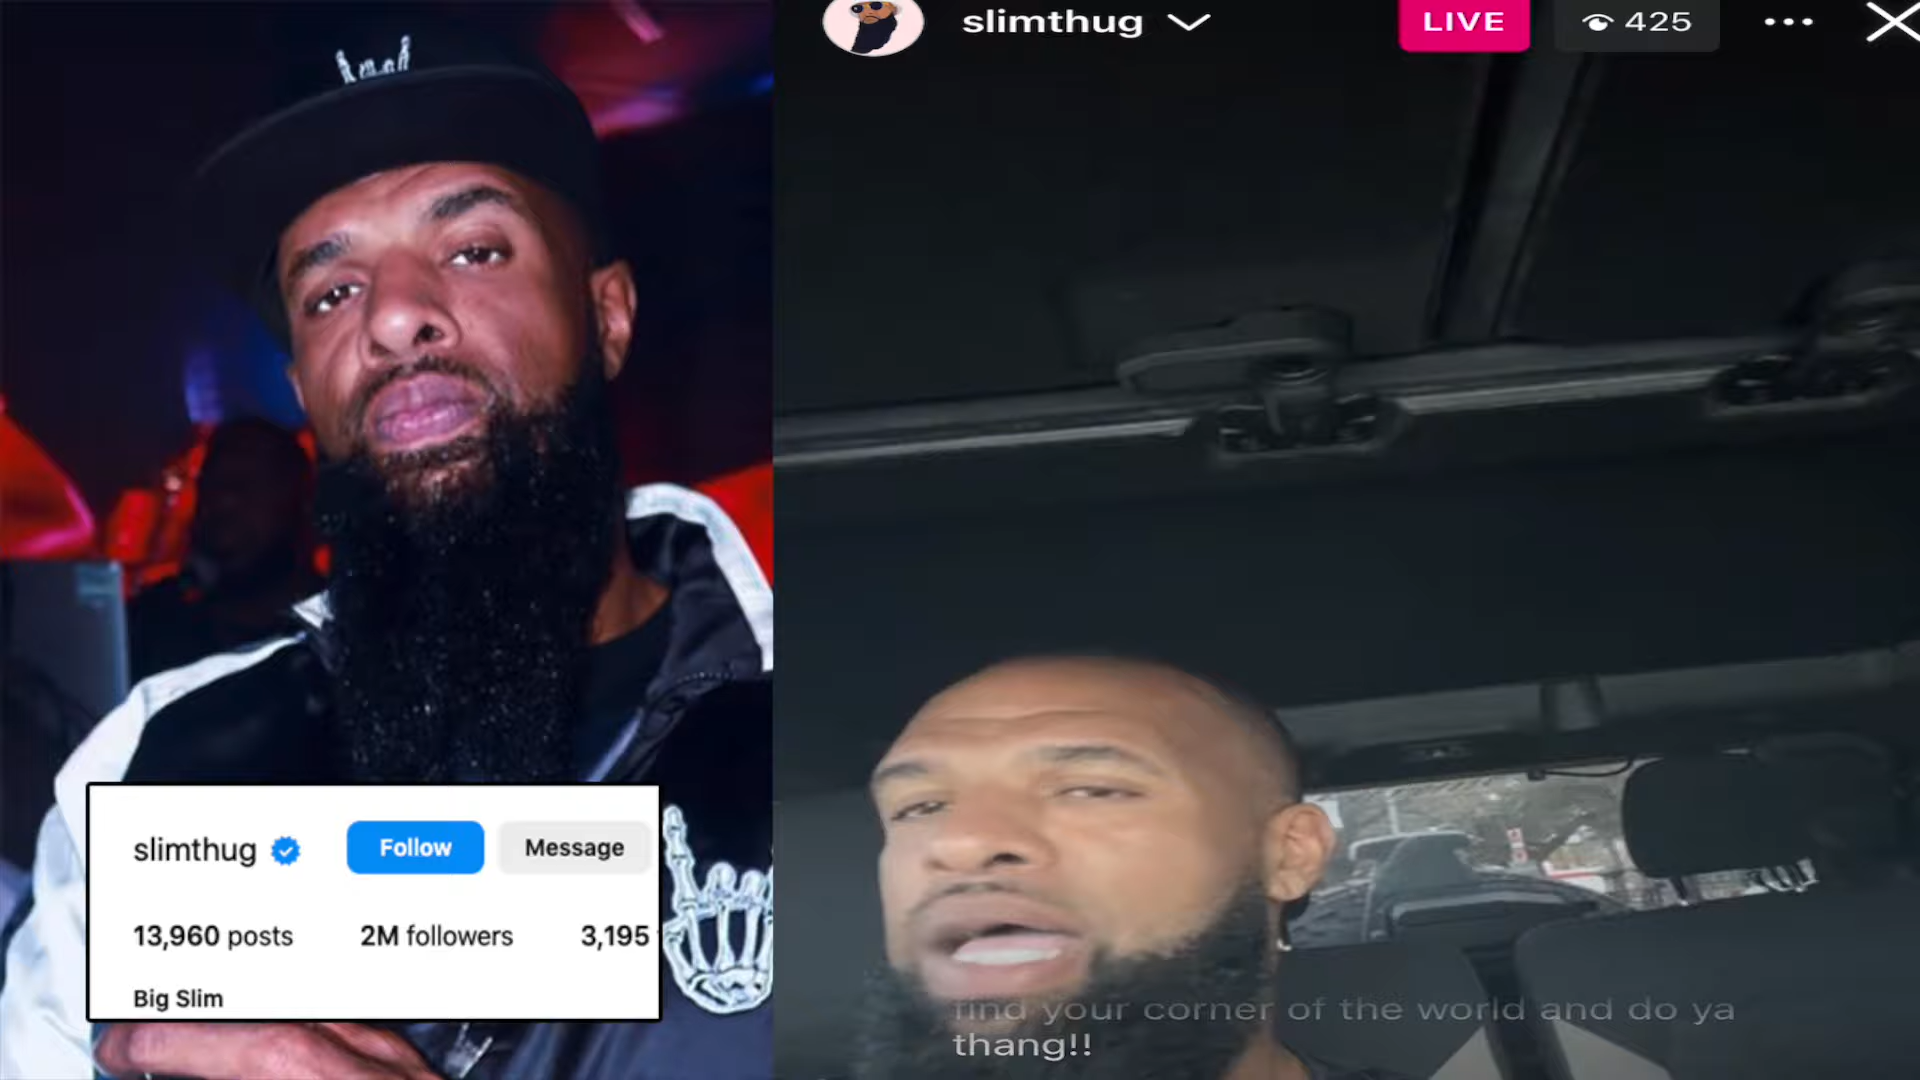 slimthug
LIVE
425
slimthug
Follow
Message
13,960 posts
2M followers
3,195
Big Slim
find your corner of the world and do ya
thang!!